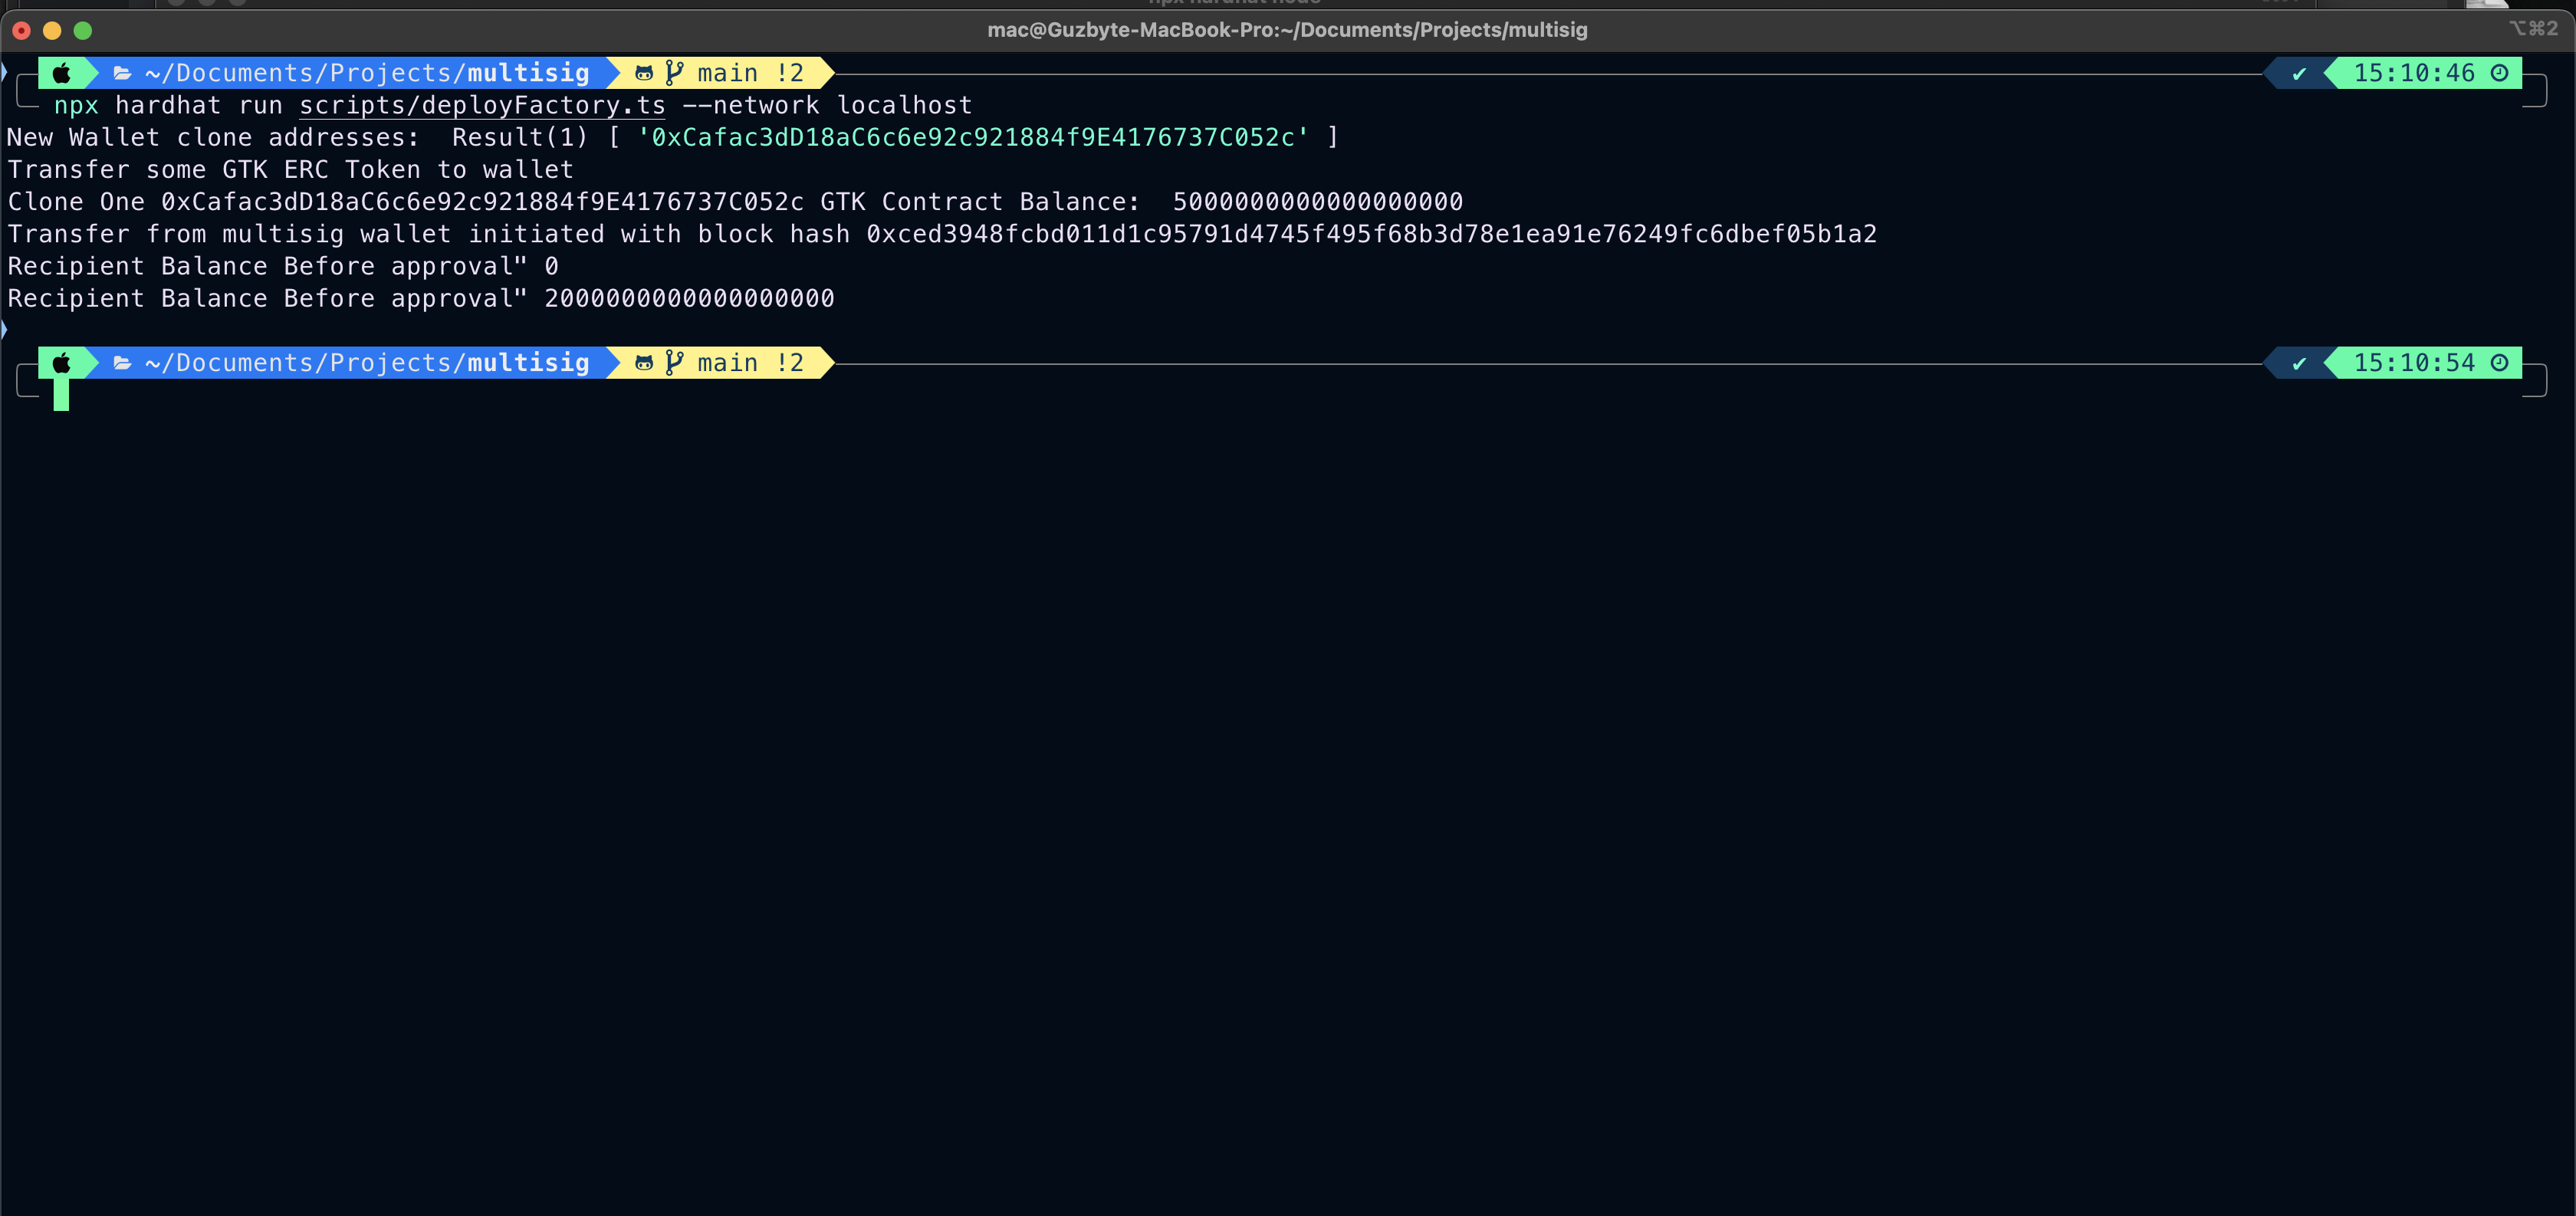 mac@Guzbyte-MacBook-Pro:~/Documents/Projects/multisig
⌥⌘2
~/Documents/Projects/multisig main !2 ✔ 15:10:46
npx hardhat run scripts/deployFactory.ts --network localhost
New Wallet clone addresses:  Result(1) [ '0xCafac3dD18aC6c6e92c921884f9E4176737C052c' ]
Transfer some GTK ERC Token to wallet
Clone One 0xCafac3dD18aC6c6e92c921884f9E4176737C052c GTK Contract Balance:  5000000000000000000
Transfer from multisig wallet initiated with block hash 0xced3948fcbd011d1c95791d4745f495f68b3d78e1ea91e76249fc6dbef05b1a2
Recipient Balance Before approval" 0
Recipient Balance Before approval" 2000000000000000000
~/Documents/Projects/multisig main !2 ✔ 15:10:54